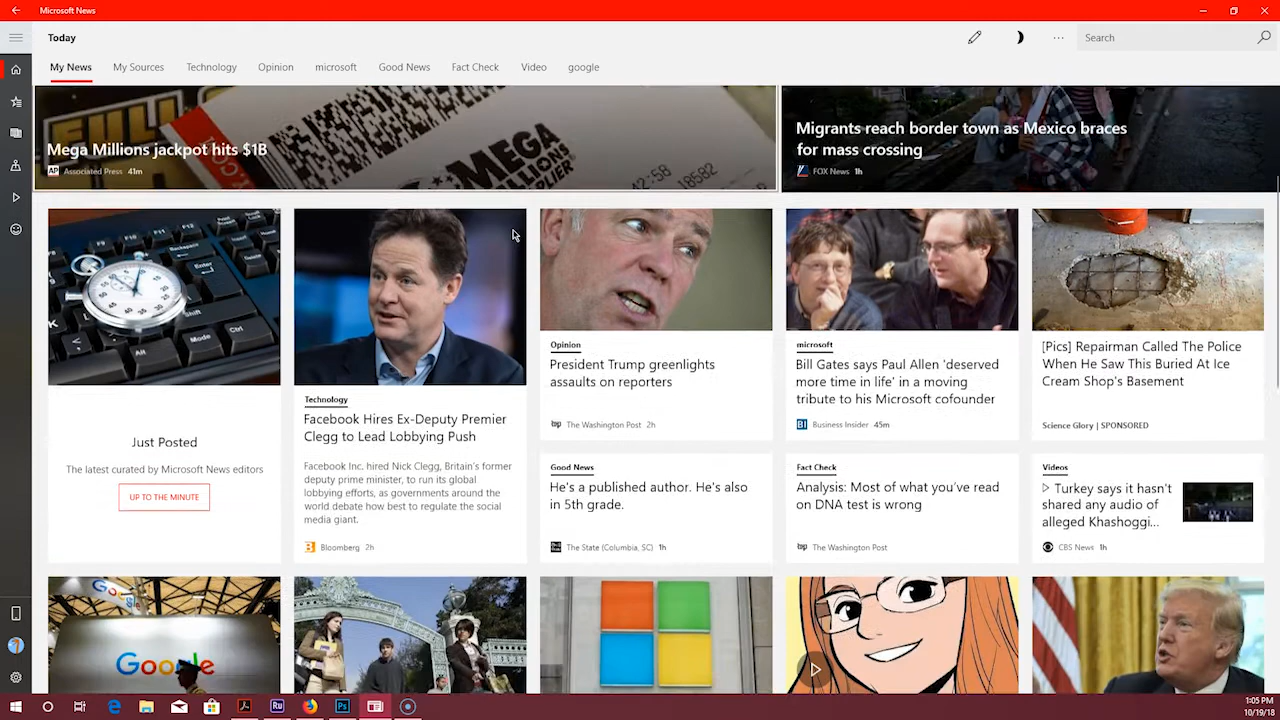 Microsoft News
Today
Search
My News
My Sources
Technology
Opinion
microsoft
Good News
Fact Check
Video
google
MEGA
MILLIONS
Mega Millions jackpot hits $1B
AP Associated Press 41m
Migrants reach border town as Mexico braces
for mass crossing
FOX News 1h
Just Posted
The latest curated by Microsoft News editors
UP TO THE MINUTE
Technology
Facebook Hires Ex-Deputy Premier
Clegg to Lead Lobbying Push
Facebook Inc. hired Nick Clegg, Britain's former
deputy prime minister, to run its global
lobbying efforts, as governments around the
world debate how best to regulate the social
media giant.
Bloomberg 2h
Opinion
President Trump greenlights
assaults on reporters
wp The Washington Post 2h
Good News
He's a published author. He's also
in 5th grade.
The State (Columbia, SC) 1h
microsoft
Bill Gates says Paul Allen 'deserved
more time in life' in a moving
tribute to his Microsoft cofounder
BI Business Insider 45m
Fact Check
Analysis: Most of what you've read
on DNA test is wrong
wp The Washington Post
[Pics] Repairman Called The Police
When He Saw This Buried At Ice
Cream Shop's Basement
Science Glory | SPONSORED
Videos
Turkey says it hasn't
shared any audio of
alleged Khashoggi...
CBS News 1h
Google
1:05 PM
10/19/18